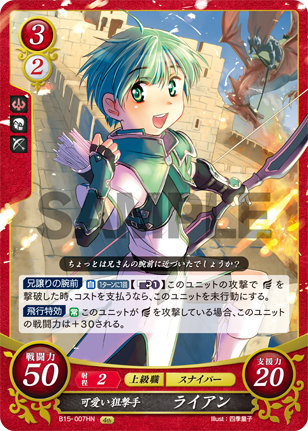 3
2
SAMPLE
ちょっとは兄さんの腕前に近づいたでしょうか?
兄譲りの腕前 自 1ターンに1回 【 1】このユニットの攻撃で を
撃破した時、コストを支払うなら、このユニットを未行動にする。
飛行特効 常 このユニットが を攻撃している場合、このユニット
の戦闘力は+30される。
戦闘力
50
射程 2 上級職 スナイパー
支援力
20
可愛い狙撃手 ライアン
B15-007HN Illust:四季童子